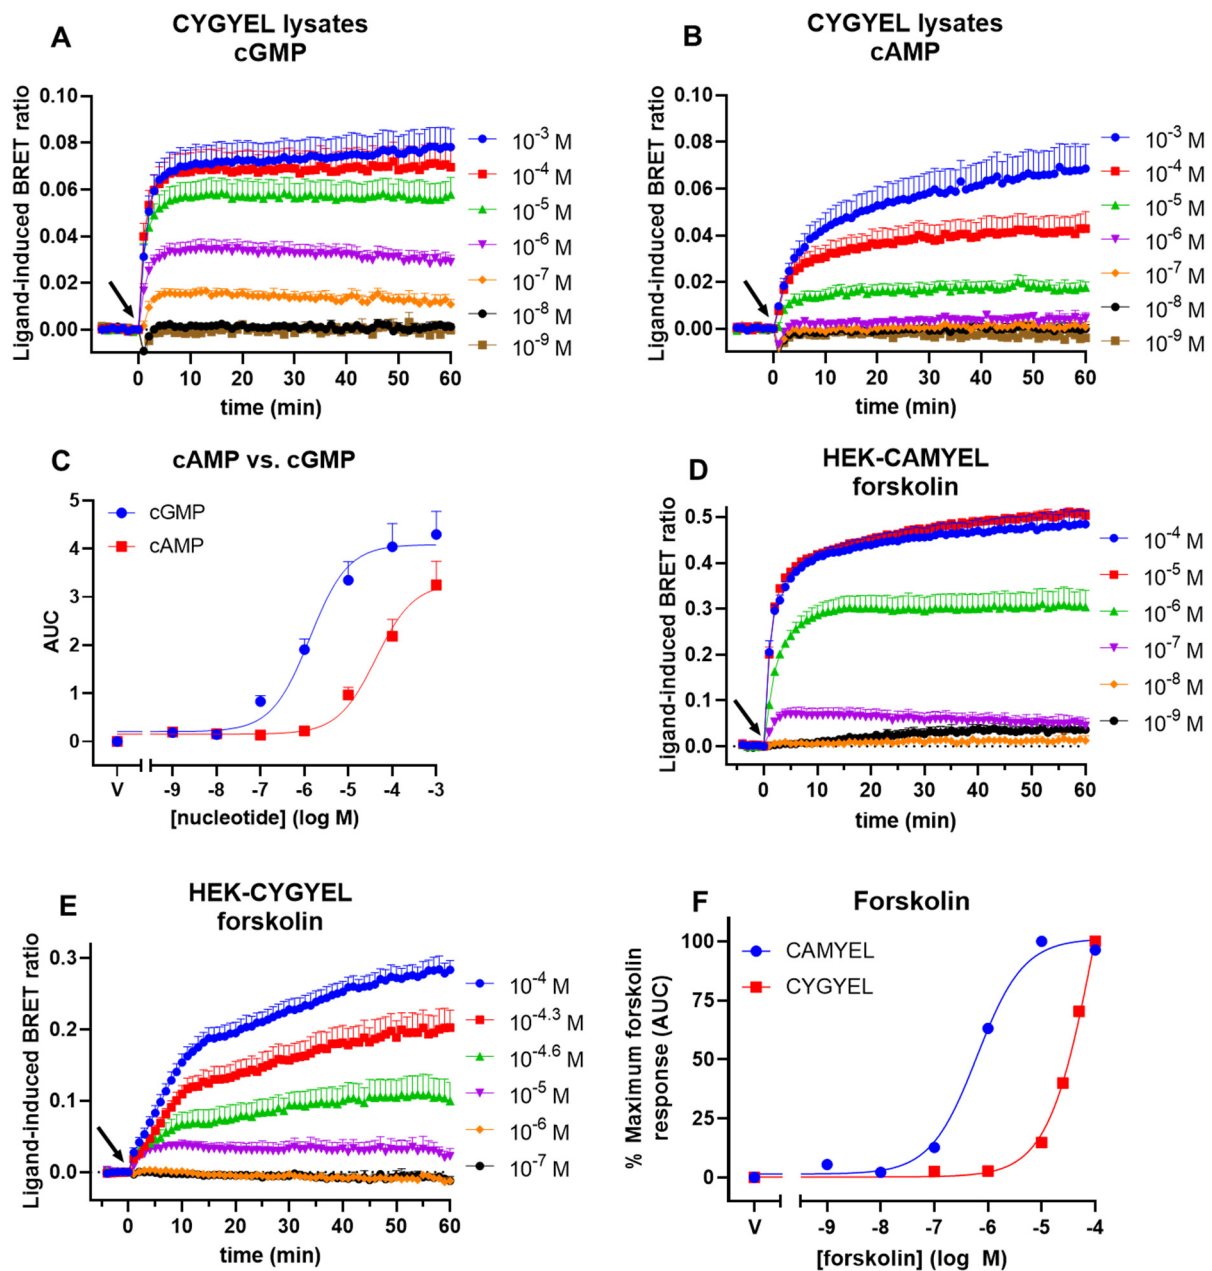 A
CYGYEL lysates
cGMP
Ligand-induced BRET ratio
0.10
0.08
0.06
0.04
0.02
0.00
0 10 20 30 40 50 60
time (min)
10⁻³ M
10⁻⁴ M
10⁻⁵ M
10⁻⁶ M
10⁻⁷ M
10⁻⁸ M
10⁻⁹ M
B
CYGYEL lysates
cAMP
Ligand-induced BRET ratio
0.10
0.08
0.06
0.04
0.02
0.00
0 10 20 30 40 50 60
time (min)
10⁻³ M
10⁻⁴ M
10⁻⁵ M
10⁻⁶ M
10⁻⁷ M
10⁻⁸ M
10⁻⁹ M
C
cAMP vs. cGMP
AUC
5
4
3
2
1
0
cGMP
cAMP
V -9 -8 -7 -6 -5 -4 -3
[nucleotide] (log M)
D
HEK-CAMYEL
forskolin
Ligand-induced BRET ratio
0.5
0.4
0.3
0.2
0.1
0.0
0 10 20 30 40 50 60
time (min)
10⁻⁴ M
10⁻⁵ M
10⁻⁶ M
10⁻⁷ M
10⁻⁸ M
10⁻⁹ M
E
HEK-CYGYEL
forskolin
Ligand-induced BRET ratio
0.3
0.2
0.1
0.0
0 10 20 30 40 50 60
time (min)
10⁻⁴ M
10⁻⁴·³ M
10⁻⁴·⁶ M
10⁻⁵ M
10⁻⁶ M
10⁻⁷ M
F
Forskolin
% Maximum forskolin
response (AUC)
100
75
50
25
0
CAMYEL
CYGYEL
V -9 -8 -7 -6 -5 -4
[forskolin] (log M)